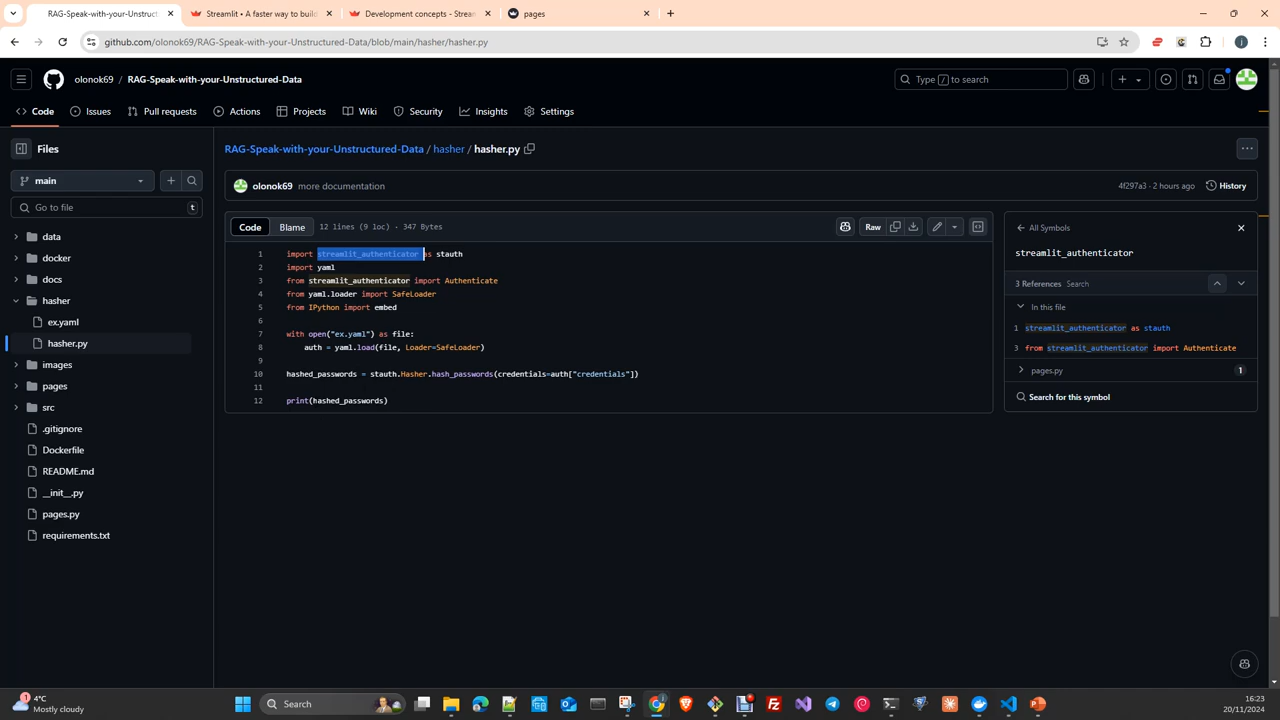 RAG-Speak-with-your-Unstruct
Streamlit • A faster way to build
Development concepts - Stream
pages
github.com/olonok69/RAG-Speak-with-your-Unstructured-Data/blob/main/hasher/hasher.py
olonok69 / RAG-Speak-with-your-Unstructured-Data
Type / to search
Code
Issues
Pull requests
Actions
Projects
Wiki
Security
Insights
Settings
Files
RAG-Speak-with-your-Unstructured-Data / hasher / hasher.py
main
Go to file
t
data
docker
docs
hasher
ex.yaml
hasher.py
images
pages
src
.gitignore
Dockerfile
README.md
__init__.py
pages.py
requirements.txt
olonok69 more documentation
4f297a3 · 2 hours ago
History
Code
Blame
12 lines (9 loc) · 347 Bytes
Raw
1 import streamlit_authenticator as stauth
2 import yaml
3 from streamlit_authenticator import Authenticate
4 from yaml.loader import SafeLoader
5 from IPython import embed
6
7 with open("ex.yaml") as file:
8 auth = yaml.load(file, Loader=SafeLoader)
9
10 hashed_passwords = stauth.Hasher.hash_passwords(credentials=auth["credentials"])
11
12 print(hashed_passwords)
All Symbols
streamlit_authenticator
3 References Search
In this file
1 streamlit_authenticator as stauth
3 from streamlit_authenticator import Authenticate
pages.py 1
Search for this symbol
1
4°C
Mostly cloudy
Search
16:23
20/11/2024